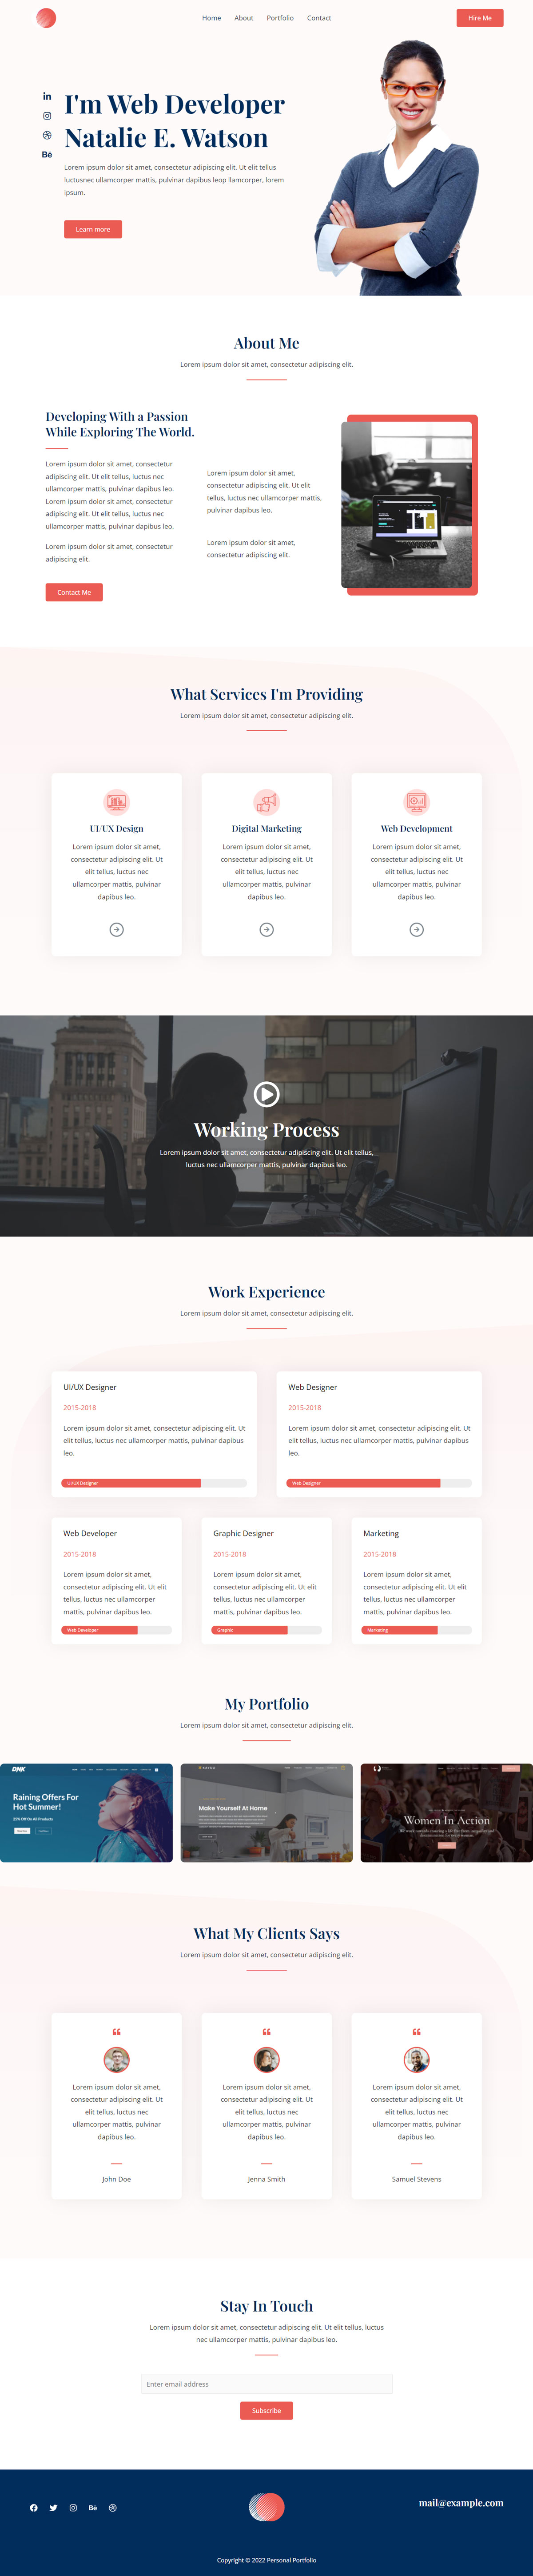 Home About Portfolio Contact
Hire Me
I'm Web Developer
Natalie E. Watson
Lorem ipsum dolor sit amet, consectetur adipiscing elit. Ut elit tellus
luctusnec ullamcorper mattis, pulvinar dapibus leop llamcorper, lorem
ipsum.
Learn more
About Me
Lorem ipsum dolor sit amet, consectetur adipiscing elit.
Developing With a Passion
While Exploring The World.
Lorem ipsum dolor sit amet, consectetur
adipiscing elit. Ut elit tellus, luctus nec
ullamcorper mattis, pulvinar dapibus leo.
Lorem ipsum dolor sit amet, consectetur
adipiscing elit. Ut elit tellus, luctus nec
ullamcorper mattis, pulvinar dapibus leo.
Lorem ipsum dolor sit amet, consectetur
adipiscing elit.
Lorem ipsum dolor sit amet,
consectetur adipiscing elit. Ut elit
tellus, luctus nec ullamcorper mattis,
pulvinar dapibus leo.
Lorem ipsum dolor sit amet,
consectetur adipiscing elit.
Contact Me
What Services I'm Providing
Lorem ipsum dolor sit amet, consectetur adipiscing elit.
UI/UX Design
Lorem ipsum dolor sit amet,
consectetur adipiscing elit. Ut
elit tellus, luctus nec
ullamcorper mattis, pulvinar
dapibus leo.
Digital Marketing
Lorem ipsum dolor sit amet,
consectetur adipiscing elit. Ut
elit tellus, luctus nec
ullamcorper mattis, pulvinar
dapibus leo.
Web Development
Lorem ipsum dolor sit amet,
consectetur adipiscing elit. Ut
elit tellus, luctus nec
ullamcorper mattis, pulvinar
dapibus leo.
Working Process
Lorem ipsum dolor sit amet, consectetur adipiscing elit. Ut elit tellus,
luctus nec ullamcorper mattis, pulvinar dapibus leo.
Work Experience
Lorem ipsum dolor sit amet, consectetur adipiscing elit.
UI/UX Designer
2015-2018
Lorem ipsum dolor sit amet, consectetur adipiscing elit. Ut
elit tellus, luctus nec ullamcorper mattis, pulvinar dapibus
leo.
UI/UX Designer
Web Designer
2015-2018
Lorem ipsum dolor sit amet, consectetur adipiscing elit. Ut
elit tellus, luctus nec ullamcorper mattis, pulvinar dapibus
leo.
Web Designer
Web Developer
2015-2018
Lorem ipsum dolor sit amet,
consectetur adipiscing elit. Ut elit
tellus, luctus nec ullamcorper
mattis, pulvinar dapibus leo.
Web Developer
Graphic Designer
2015-2018
Lorem ipsum dolor sit amet,
consectetur adipiscing elit. Ut elit
tellus, luctus nec ullamcorper
mattis, pulvinar dapibus leo.
Graphic
Marketing
2015-2018
Lorem ipsum dolor sit amet,
consectetur adipiscing elit. Ut elit
tellus, luctus nec ullamcorper
mattis, pulvinar dapibus leo.
Marketing
My Portfolio
Lorem ipsum dolor sit amet, consectetur adipiscing elit.
DNK
Raining Offers For
Hot Summer!
25% Off On All Products
Make Yourself At Home
Women In Action
What My Clients Says
Lorem ipsum dolor sit amet, consectetur adipiscing elit.
Lorem ipsum dolor sit amet,
consectetur adipiscing elit. Ut
elit tellus, luctus nec
ullamcorper mattis, pulvinar
dapibus leo.
John Doe
Lorem ipsum dolor sit amet,
consectetur adipiscing elit. Ut
elit tellus, luctus nec
ullamcorper mattis, pulvinar
dapibus leo.
Jenna Smith
Lorem ipsum dolor sit amet,
consectetur adipiscing elit. Ut
elit tellus, luctus nec
ullamcorper mattis, pulvinar
dapibus leo.
Samuel Stevens
Stay In Touch
Lorem ipsum dolor sit amet, consectetur adipiscing elit. Ut elit tellus, luctus
nec ullamcorper mattis, pulvinar dapibus leo.
Enter email address
Subscribe
mail@example.com
Copyright © 2022 Personal Portfolio